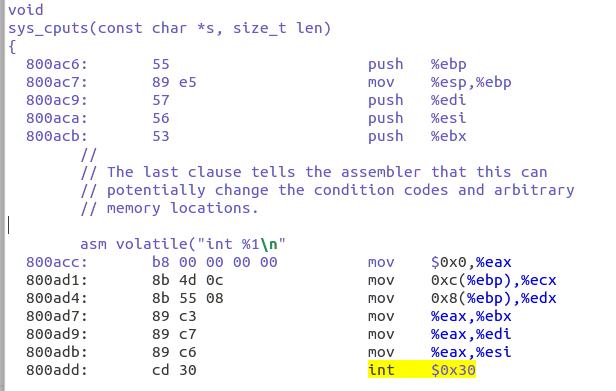 void
sys_cputs(const char *s, size_t len)
{
  800ac6:       55                      push   %ebp
  800ac7:       89 e5                   mov    %esp,%ebp
  800ac9:       57                      push   %edi
  800aca:       56                      push   %esi
  800acb:       53                      push   %ebx
        //
        // The last clause tells the assembler that this can
        // potentially change the condition codes and arbitrary
        // memory locations.
        asm volatile("int %1\n"
  800acc:       b8 00 00 00 00          mov    $0x0,%eax
  800ad1:       8b 4d 0c                mov    0xc(%ebp),%ecx
  800ad4:       8b 55 08                mov    0x8(%ebp),%edx
  800ad7:       89 c3                   mov    %eax,%ebx
  800ad9:       89 c7                   mov    %eax,%edi
  800adb:       89 c6                   mov    %eax,%esi
  800add:       cd 30                   int    $0x30